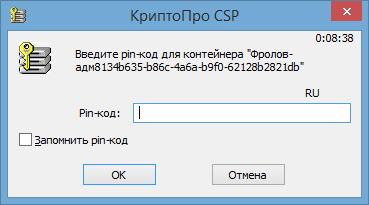 КриптоПро CSP
0:08:38
Введите pin-код для контейнера "Фролов-
адм8134b635-b86c-4a6a-b9f0-62128b2821db"
RU
Pin-код:
Запомнить pin-код
OK
Отмена